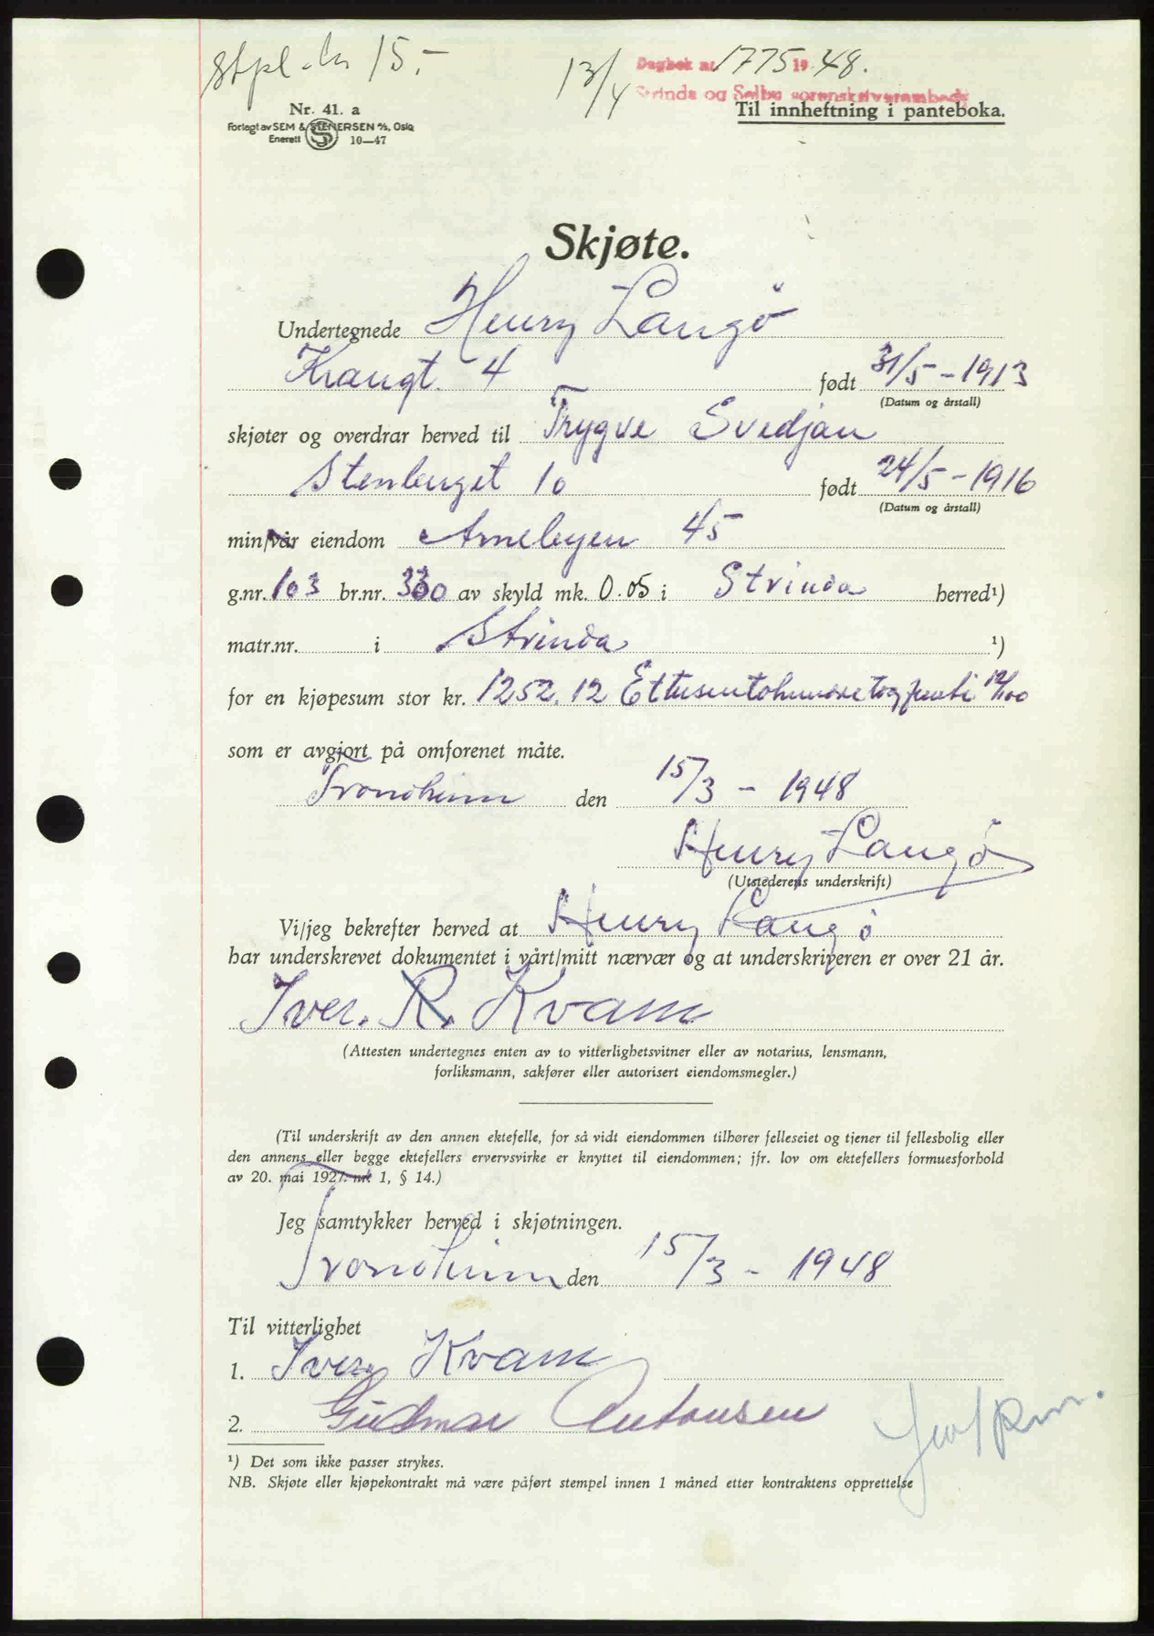 Stpl. kr 15.-
13/4
Dagbok nr. 1775 19 48.
Strinda og Selbu sorenskriverembede
Nr. 41. a
Forlegt av SEM & STENERSEN A/S, Oslo
Enerett 10—47
Til innheftning i panteboka.
Skjøte.
Undertegnede Henry Langö
Krangt. 4 født 31/5 - 1913
(Datum og årstall)
skjøter og overdrar herved til Trygve Svedjan
Stenberget 10 født 24/5 - 1916
(Datum og årstall)
min/vår eiendom Arnebyen 45
g.nr. 103 br.nr. 330 av skyld mk. 0.05 i Strinda herred¹)
matr.nr. i Strinda ¹)
for en kjøpesum stor kr. 1252.12 Ettusentohundretogfemti 12/100
som er avgjort på omforenet måte.
Trondheim den 15/3 - 1948
Henry Langö
(Utstederens underskrift)
Vi/jeg bekrefter herved at Henry Langö
har underskrevet dokumentet i vårt/mitt nærvær og at underskriveren er over 21 år.
Iver. R. Kvam
(Attesten undertegnes enten av to vitterlighetsvitner eller av notarius, lensmann,
forliksmann, sakfører eller autorisert eiendomsmegler.)
(Til underskrift av den annen ektefelle, for så vidt eiendommen tilhører felleseiet og tjener til fellesbolig eller
den annens eller begge ektefellers ervervsvirke er knyttet til eiendommen; jfr. lov om ektefellers formuesforhold
av 20. mai 1927 nr 1, § 14.)
Jeg samtykker herved i skjøtningen.
Trondheim den 15/3 - 1948
Til vitterlighet
1. Iver Kvam
2. Gudmar Antonsen
¹) Det som ikke passer strykes.
NB. Skjøte eller kjøpekontrakt må være påført stempel innen 1 måned etter kontraktens opprettelse